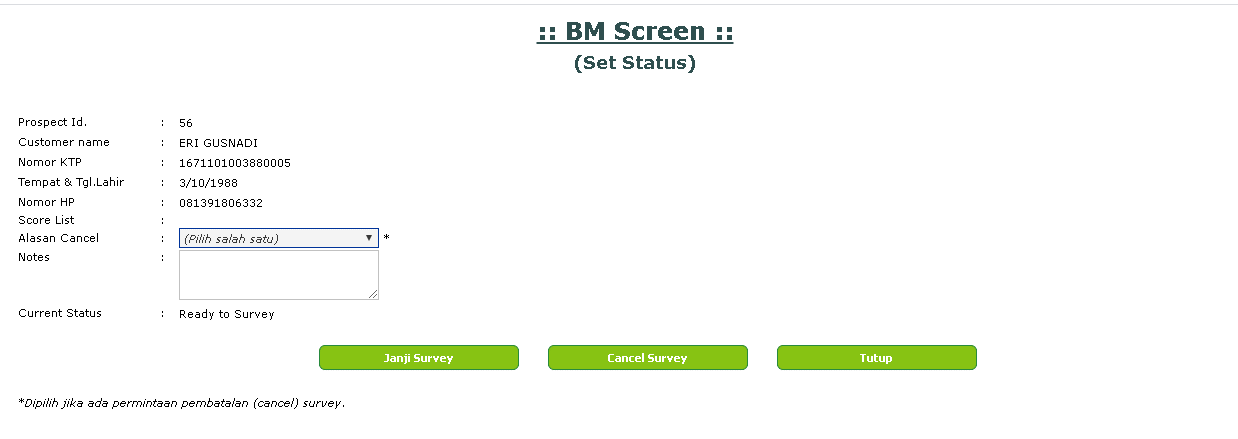 :: BM Screen ::
(Set Status)
Prospect Id. : 56
Customer name : ERI GUSNADI
Nomor KTP : 1671101003880005
Tempat & Tgl.Lahir : 3/10/1988
Nomor HP : 081391806332
Score List :
Alasan Cancel : (Pilih salah satu) *
Notes :
Current Status : Ready to Survey
Janji Survey Cancel Survey Tutup
*Dipilih jika ada permintaan pembatalan (cancel) survey.